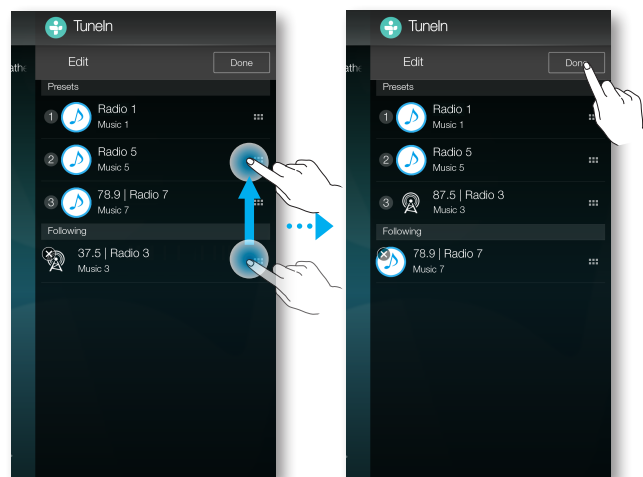 TuneIn
Edit
Done
Presets
1
Radio 1
Music 1
2
Radio 5
Music 5
3
78.9 | Radio 7
Music 7
Following
37.5 | Radio 3
Music 3
TuneIn
Edit
Presets
1
Radio 1
Music 1
2
Radio 5
Music 5
3
87.5 | Radio 3
Music 3
Following
78.9 | Radio 7
Music 7